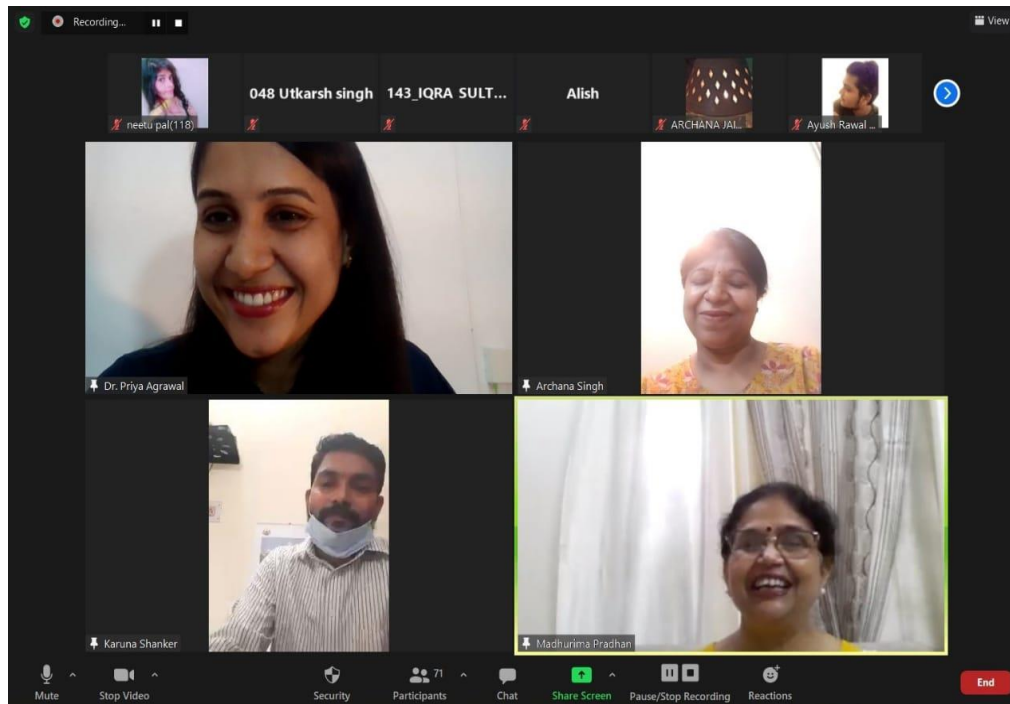 Recording...
View
neetu pal(118)
048 Utkarsh singh
143_IQRA SULT...
Alish
ARCHANA JAI...
Ayush Rawal ...
Dr. Priya Agrawal
Archana Singh
Karuna Shanker
Madhurima Pradhan
Mute
Stop Video
Security
71
Participants
Chat
Share Screen
Pause/Stop Recording
Reactions
End